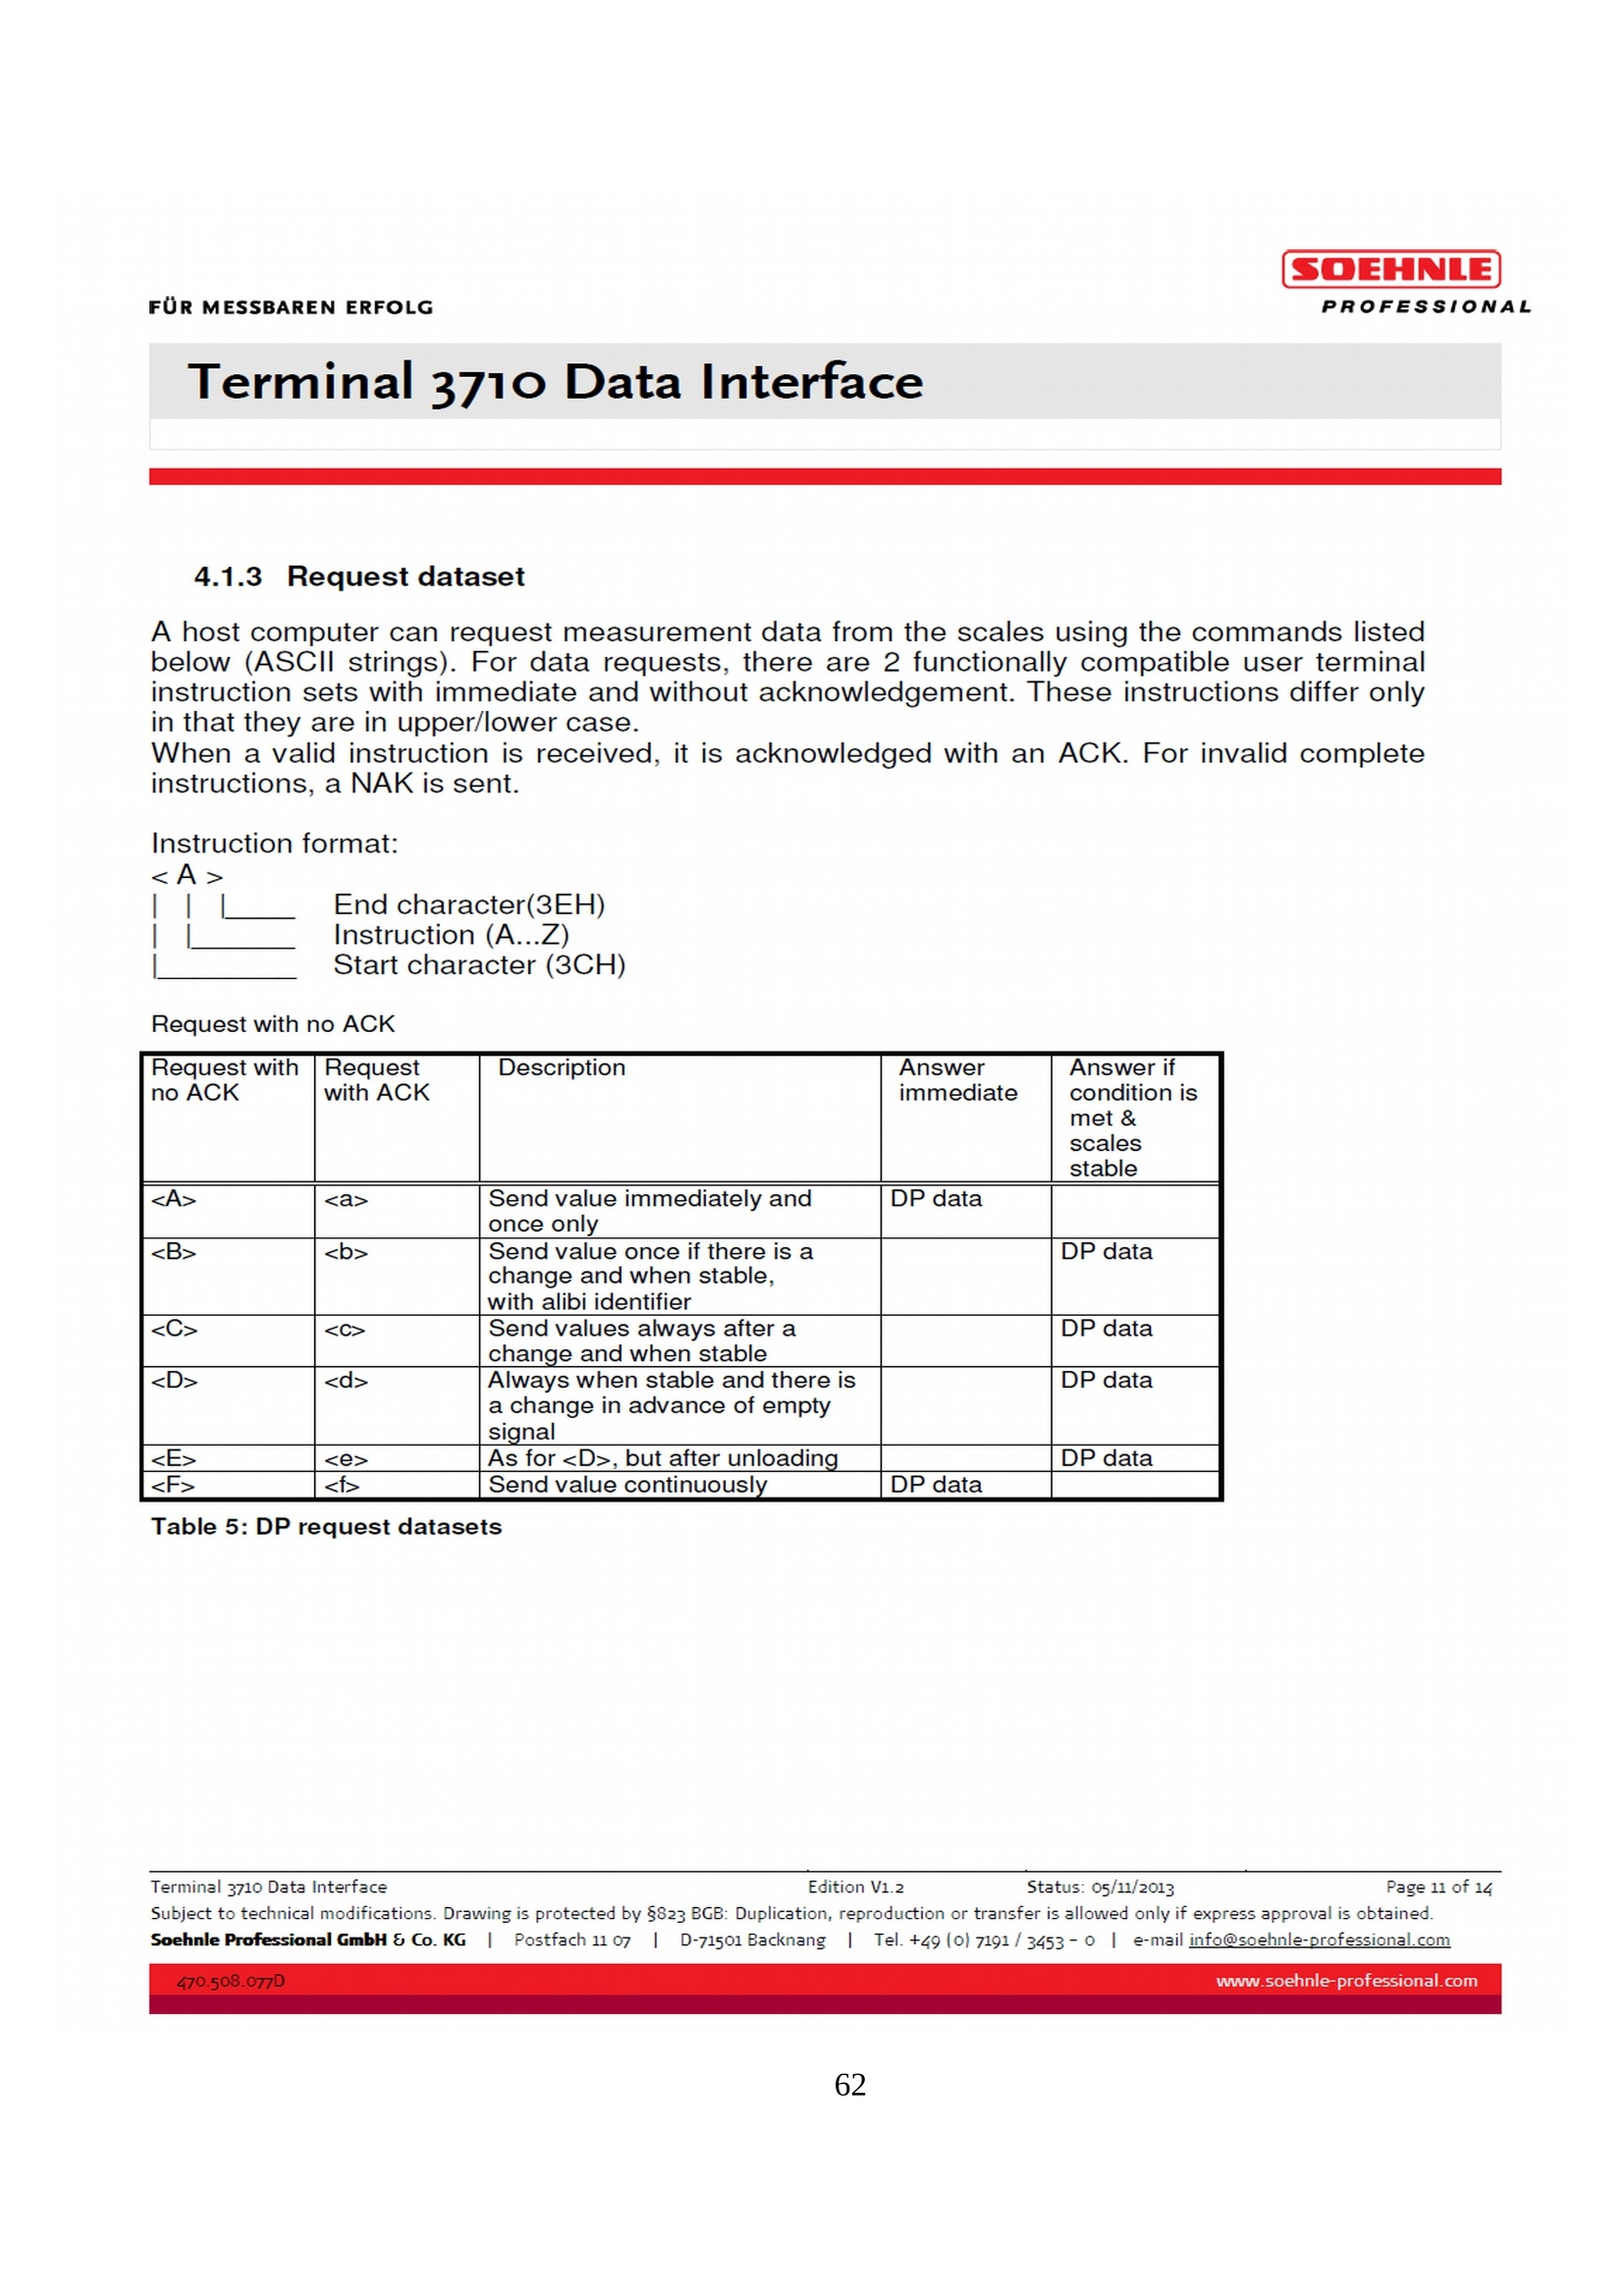 SOEHNLE
FÜR MESSBAREN ERFOLG
PROFESSIONAL
Terminal 3710 Data Interface
4.1.3 Request dataset
A host computer can request measurement data from the scales using the commands listed
below (ASCII strings). For data requests, there are 2 functionally compatible user terminal
instruction sets with immediate and without acknowledgement. These instructions differ only
in that they are in upper/lower case.
When a valid instruction is received, it is acknowledged with an ACK. For invalid complete
instructions, a NAK is sent.
Instruction format:
< A >
| | |_____ End character(3EH)
| |_______ Instruction (A...Z)
|__________ Start character (3CH)
Request with no ACK
Request with Request Description Answer Answer if
no ACK with ACK immediate condition is
met &
scales
stable
<A> <a> Send value immediately and DP data
once only
<B> <b> Send value once if there is a DP data
change and when stable,
with alibi identifier
<C> <c> Send values always after a DP data
change and when stable
<D> <d> Always when stable and there is DP data
a change in advance of empty
signal
<E> <e> As for <D>, but after unloading DP data
<F> <f> Send value continuously DP data
Table 5: DP request datasets
Terminal 3710 Data Interface Edition V1.2 Status: 05/11/2013 Page 11 of 14
Subject to technical modifications. Drawing is protected by §823 BGB: Duplication, reproduction or transfer is allowed only if express approval is obtained.
Soehnle Professional GmbH & Co. KG | Postfach 11 07 | D-71501 Backnang | Tel. +49 (0) 7191 / 3453 - 0 | e-mail info@soehnle-professional.com
470.508.077D www.soehnle-professional.com
62